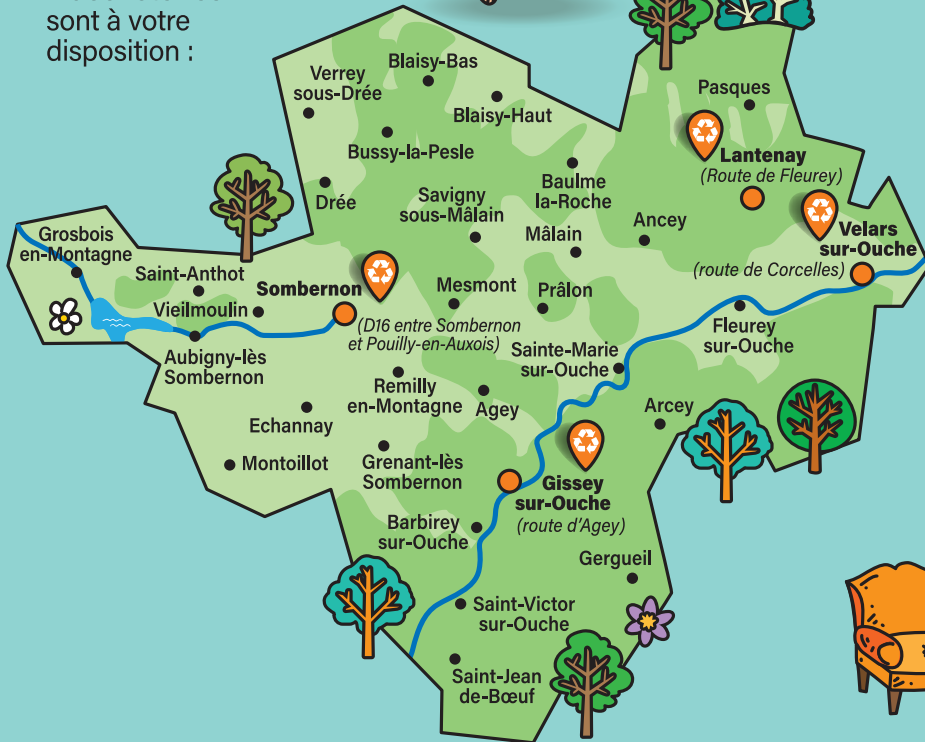 sont à votre
disposition :
Blaisy-Bas
Verrey
sous-Drée
Blaisy-Haut
Pasques
Bussy-la-Pesle
Lantenay
(Route de Fleurey)
Baulme
la-Roche
Drée
Savigny
sous-Mâlain
Ancey
Velars
sur-Ouche
(route de Corcelles)
Grosbois
en-Montagne
Mâlain
Saint-Anthot
Sombernon
Mesmont
Prâlon
Vieilmoulin
(D16 entre Sombernon
et Pouilly-en-Auxois)
Fleurey
sur-Ouche
Aubigny-lès
Sombernon
Sainte-Marie
sur-Ouche
Remilly
en-Montagne
Agey
Arcey
Echannay
Montoillot
Grenant-lès
Sombernon
Gissey
sur-Ouche
(route d'Agey)
Barbirey
sur-Ouche
Gergueil
Saint-Victor
sur-Ouche
Saint-Jean
de-Bœuf